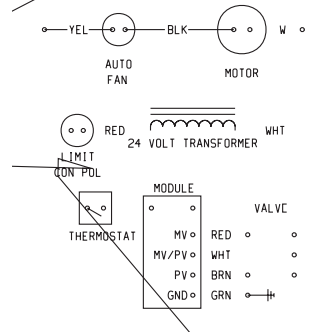 YEL BLK W
AUTO
FAN
MOTOR
RED WHT
24 VOLT TRANSFORMER
LIMIT
CON POL
MODULE
VALVE
THERMOSTAT
MV RED
MV/PV WHT
PV BRN
GND GRN